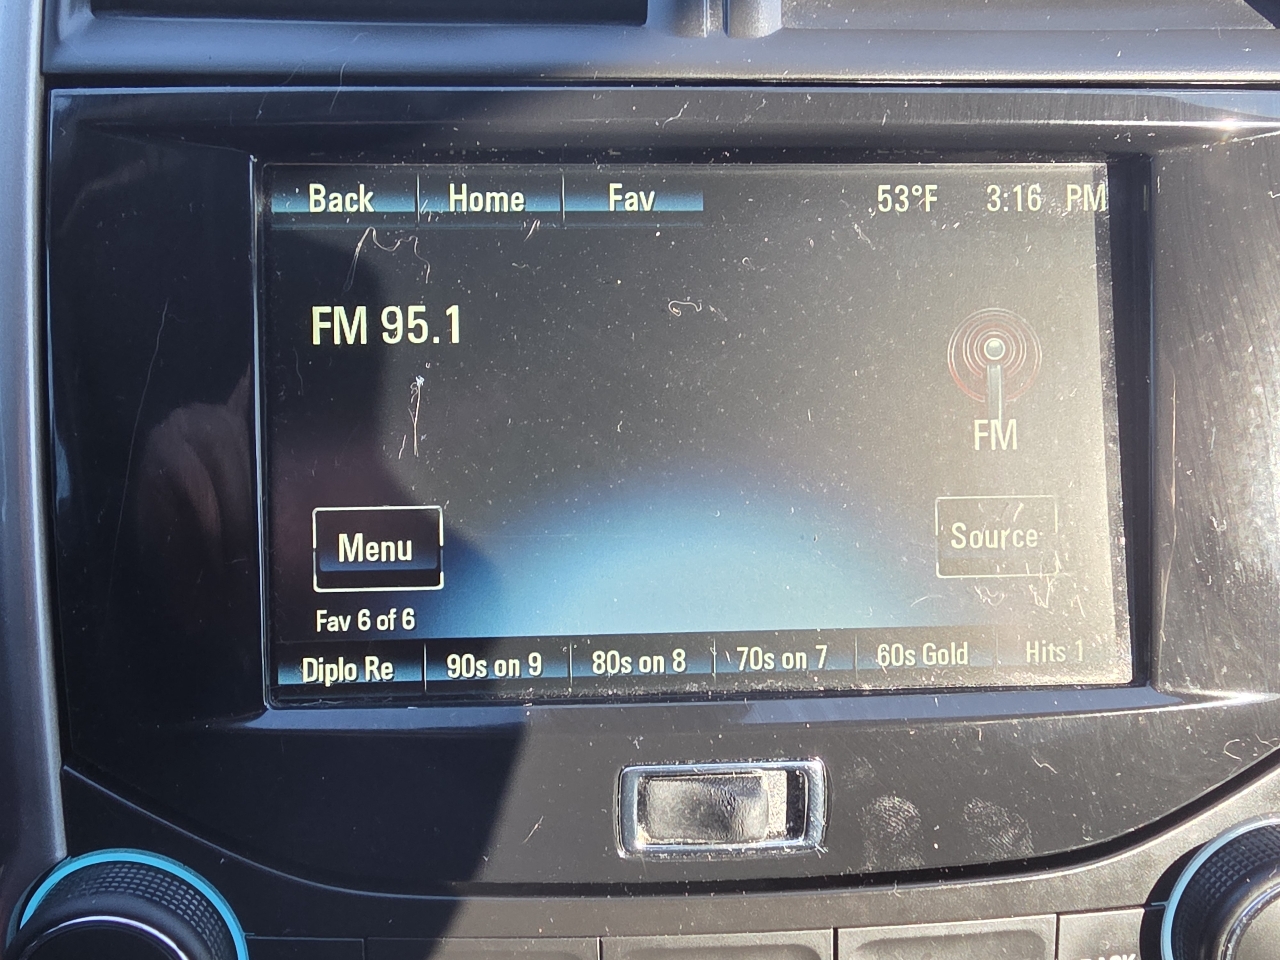 Back Home Fav 53°F 3:16 PM
FM 95.1
FM
Menu Source
Fav 6 of 6
Diplo Re 90s on 9 80s on 8 70s on 7 60s Gold Hits 1